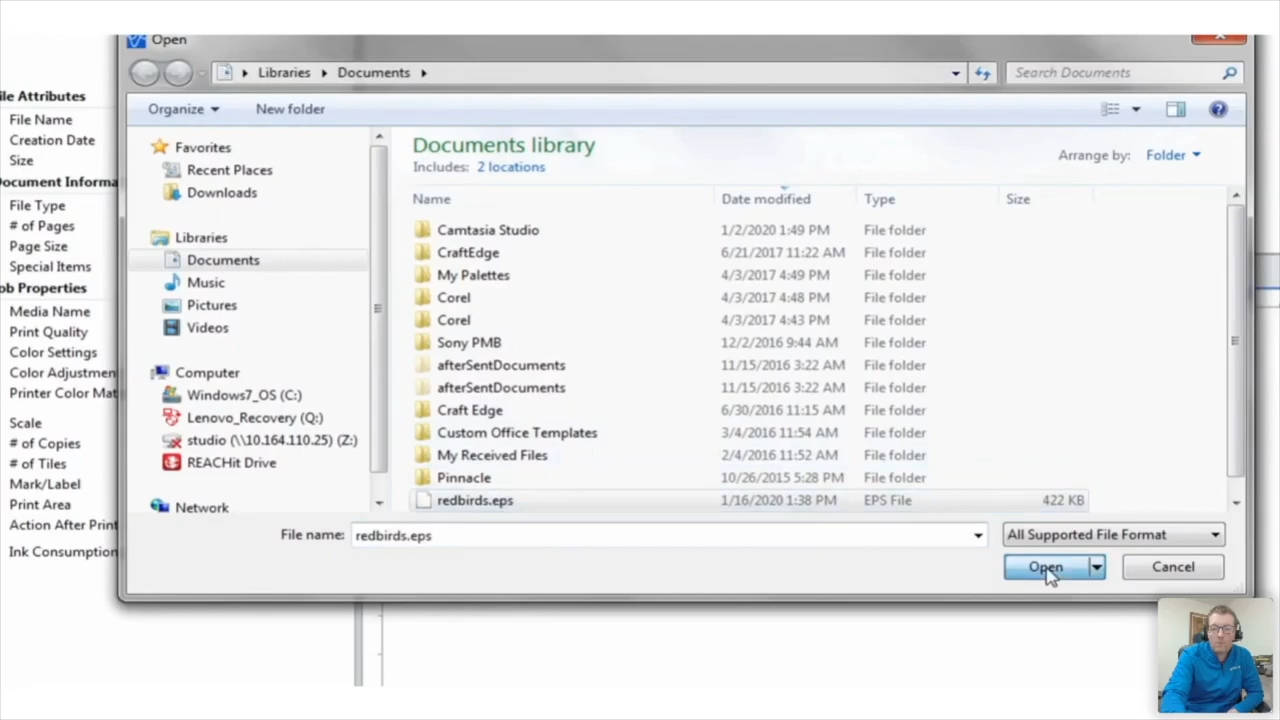 Open
Libraries Documents
Search Documents
Organize
New folder
File Attributes
File Name
Creation Date
Size
Document Informa
File Type
# of Pages
Page Size
Special Items
Job Properties
Media Name
Print Quality
Color Settings
Color Adjustmen
Printer Color Mat
Scale
# of Copies
# of Tiles
Mark/Label
Print Area
Action After Print
Ink Consumption
Favorites
Recent Places
Downloads
Libraries
Documents
Music
Pictures
Videos
Computer
Windows7_OS (C:)
Lenovo_Recovery (Q:)
studio (\\10.164.110.25) (Z:)
REACHit Drive
Network
Documents library
Includes: 2 locations
Arrange by: Folder
Name Date modified Type Size
Camtasia Studio 1/2/2020 1:49 PM File folder
CraftEdge 6/21/2017 11:22 AM File folder
My Palettes 4/3/2017 4:49 PM File folder
Corel 4/3/2017 4:48 PM File folder
Corel 4/3/2017 4:43 PM File folder
Sony PMB 12/2/2016 9:44 AM File folder
afterSentDocuments 11/15/2016 3:22 AM File folder
afterSentDocuments 11/15/2016 3:22 AM File folder
Craft Edge 6/30/2016 11:15 AM File folder
Custom Office Templates 3/4/2016 11:54 AM File folder
My Received Files 2/4/2016 11:52 AM File folder
Pinnacle 10/26/2015 5:28 PM File folder
redbirds.eps 1/16/2020 1:38 PM EPS File 422 KB
File name: redbirds.eps
All Supported File Format
Open
Cancel